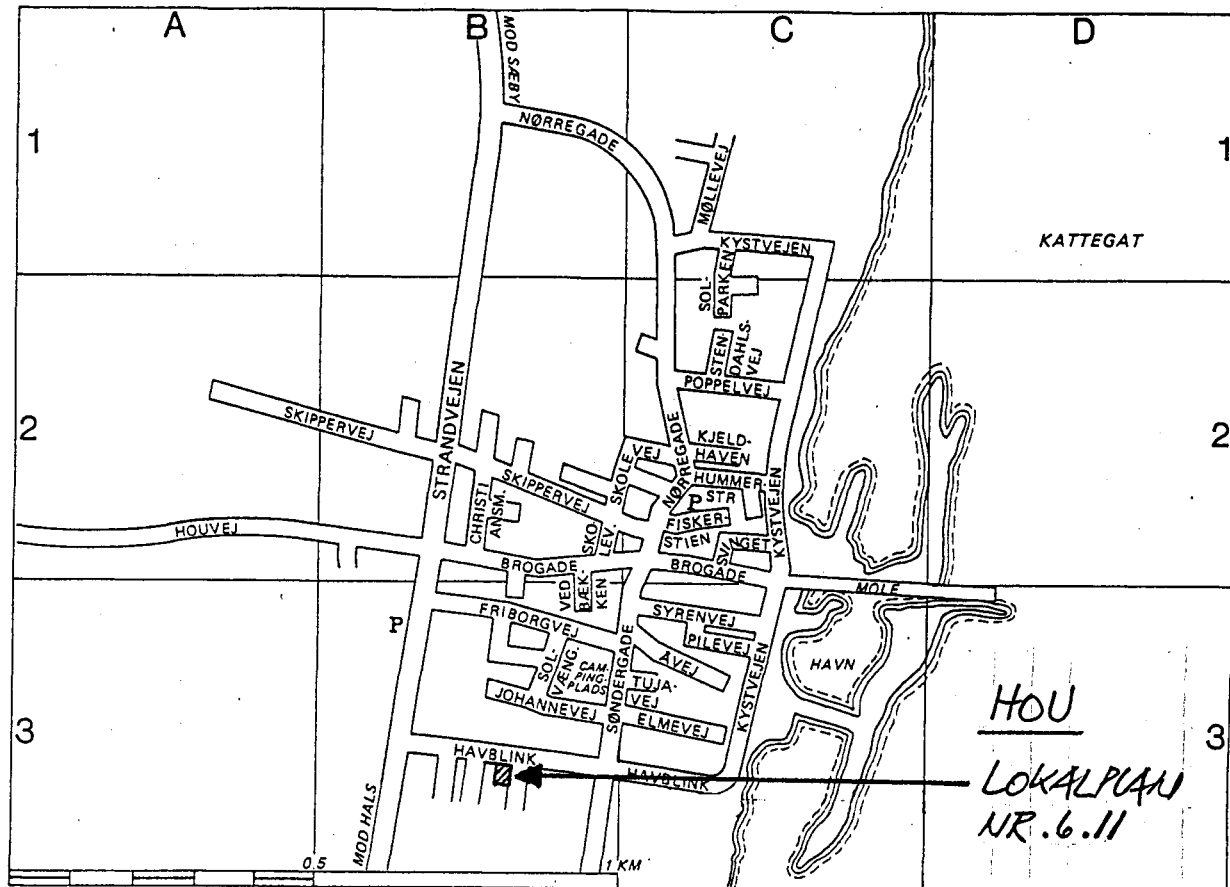 A
B
C
D
1
1
MOD SÆBY
NØRREGADE
MØLLEVEJ
KYSTVEJEN
KATTEGAT
SOL-
PARKEN
STEN-
DAHLS-
VEJ
POPPELVEJ
STRANDVEJEN
SKIPPERVEJ
2
2
NØRREGADE
KJELD-
HAVEN
SKOLE
VEJ
HUMMER
STR
P
SKIPPERVEJ
CHRISTI
ANSM.
FISKER-
STIEN
KYSTVEJEN
HOUVEJ
SKO
LEV.
SVINGET
BROGADE
BROGADE
MOLE
VED
BÆK-
KEN
SYRENVEJ
FRIBORGVEJ
P
PILEVEJ
HAVN
SOL-
VÆNG.
CAM-
PING-
PLADS
SØNDERGADE
ÅVEJ
TUJA-
VEJ
KYSTVEJEN
JOHANNEVEJ
ELMEVEJ
HOU
3
3
HAVBLINK
HAVBLINK
LOKALPLAN
NR. 6.11
MOD HALS
0.5
1 KM